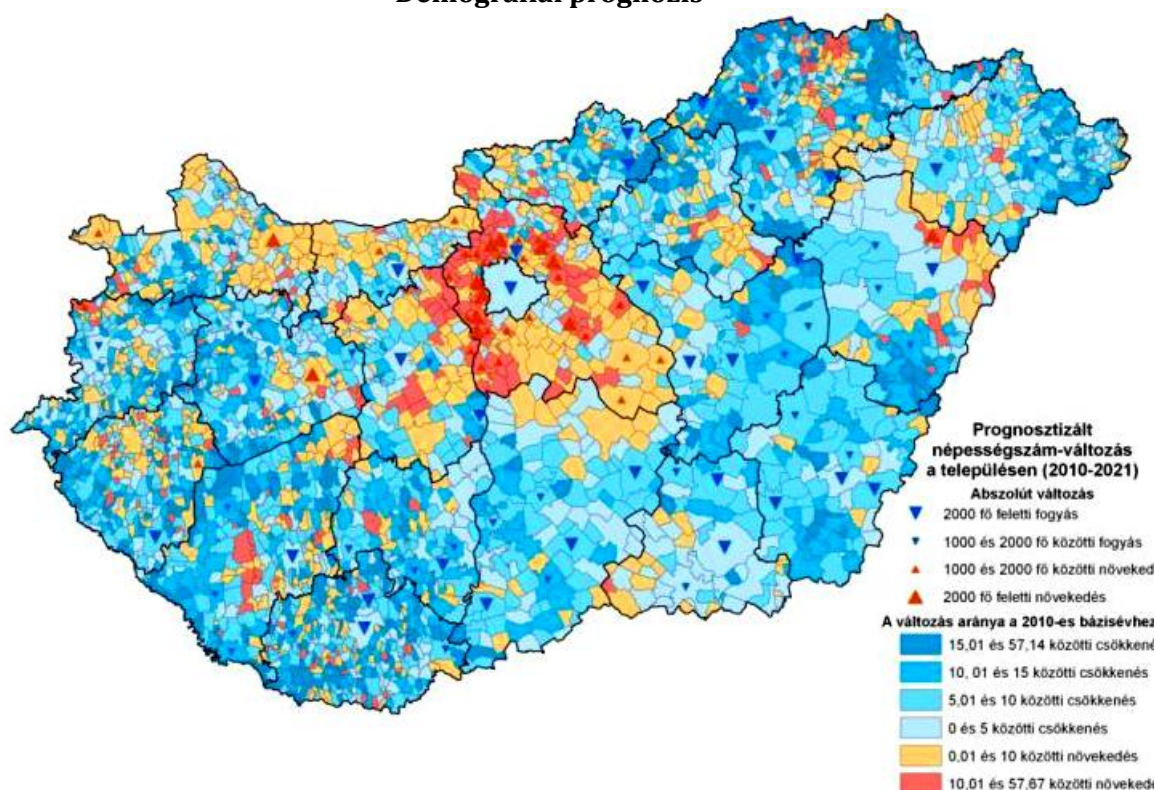 Demográfiai prognózis
Prognosztizált
népességszám-változás
a településen (2010-2021)
Abszolút változás
2000 fő feletti fogyás
1000 és 2000 fő közötti fogyás
1000 és 2000 fő közötti növeked
2000 fő feletti növekedés
A változás aránya a 2010-es bázisévhez
15,01 és 57,14 közötti csökkené
10, 01 és 15 közötti csökkenés
5,01 és 10 közötti csökkenés
0 és 5 közötti csökkenés
0,01 és 10 közötti növekedés
10,01 és 57,67 közötti növekedé